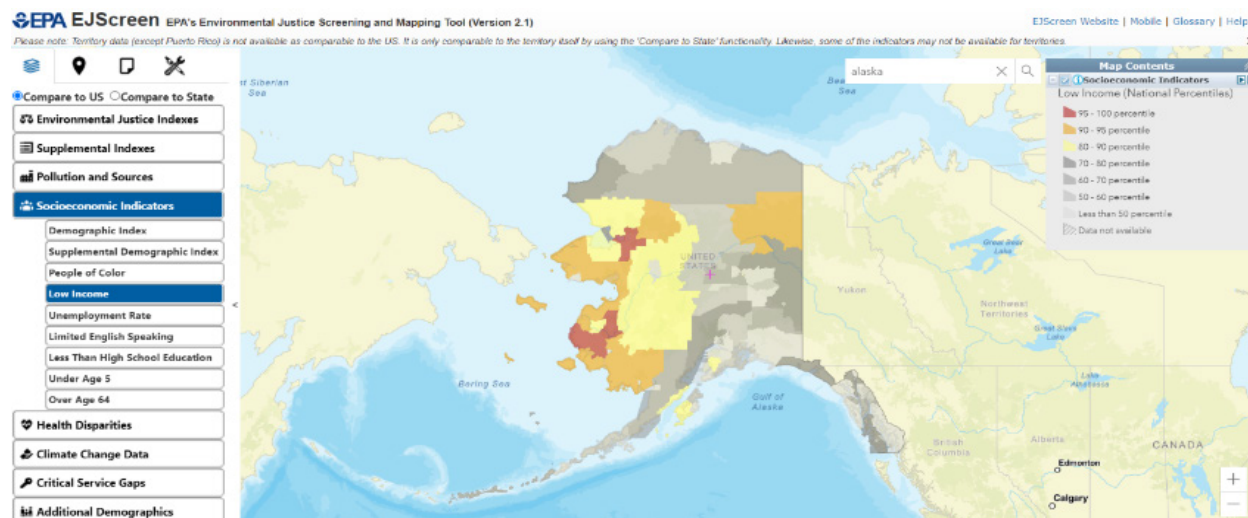 EPA EJScreen EPA's Environmental Justice Screening and Mapping Tool (Version 2.1)
EJScreen Website | Mobile | Glossary | Help
Please note: Territory data (except Puerto Rico) is not available as comparable to the US. It is only comparable to the territory itself by using the 'Compare to State' functionality. Likewise, some of the indicators may not be available for territories.
Compare to US Compare to State
Environmental Justice Indexes
Supplemental Indexes
Pollution and Sources
Socioeconomic Indicators
Demographic Index
Supplemental Demographic Index
People of Color
Low Income
Unemployment Rate
Limited English Speaking
Less Than High School Education
Under Age 5
Over Age 64
Health Disparities
Climate Change Data
Critical Service Gaps
Additional Demographics
alaska
Map Contents
Socioeconomic Indicators
Low Income (National Percentiles)
95 - 100 percentile
90 - 95 percentile
80 - 90 percentile
70 - 80 percentile
60 - 70 percentile
50 - 60 percentile
Less than 50 percentile
Data not available
Siberian
Sea
Sea
UNITED
STATES
Great Bear
Lake
Yukon
Northwest
Territories
Great Slave
Lake
Lake
Athabasca
Bering Sea
Gulf of
Alaska
British
Columbia
Alberta
CANADA
Edmonton
Calgary